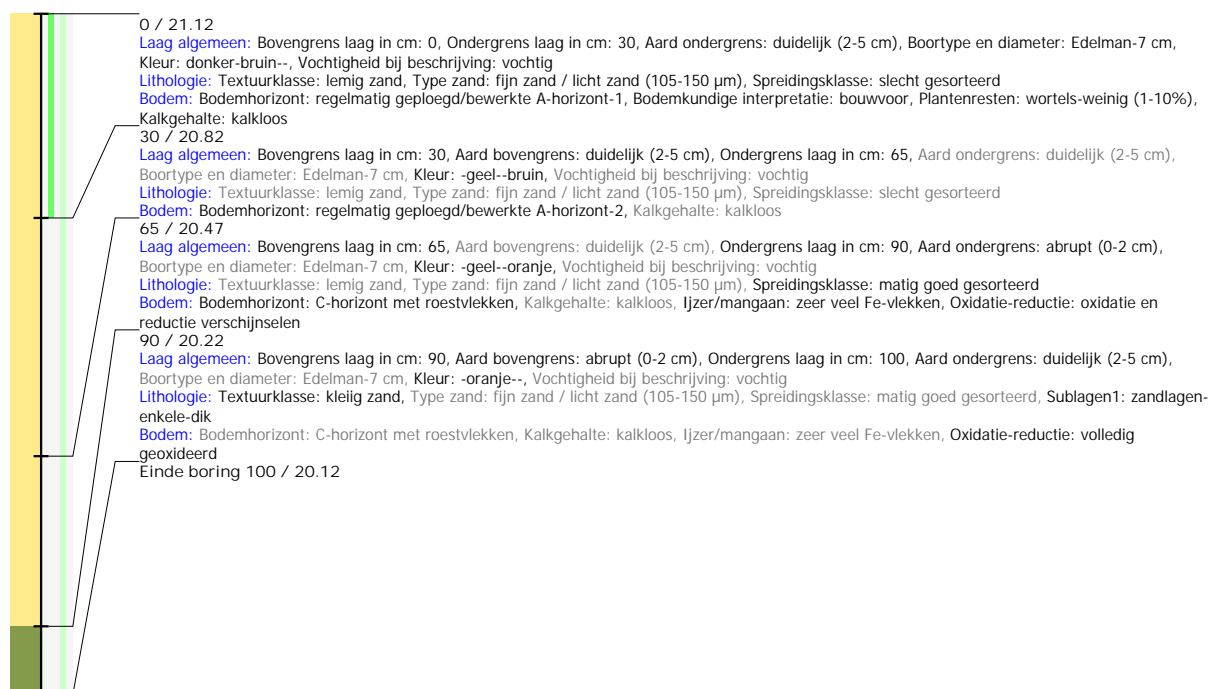 0 / 21.12
Laag algemeen: Bovengrens laag in cm: 0, Ondergrens laag in cm: 30, Aard ondergrens: duidelijk (2-5 cm), Boortype en diameter: Edelman-7 cm,
Kleur: donker-bruin--, Vochtigheid bij beschrijving: vochtig
Lithologie: Textuurklasse: lemig zand, Type zand: fijn zand / licht zand (105-150 µm), Spreidingsklasse: slecht gesorteerd
Bodem: Bodemhorizont: regelmatig geploegd/bewerkte A-horizont-1, Bodemkundige interpretatie: bouwvoor, Plantenresten: wortels-weinig (1-10%),
Kalkgehalte: kalkloos
30 / 20.82
Laag algemeen: Bovengrens laag in cm: 30, Aard bovengrens: duidelijk (2-5 cm), Ondergrens laag in cm: 65, Aard ondergrens: duidelijk (2-5 cm),
Boortype en diameter: Edelman-7 cm, Kleur: -geel--bruin, Vochtigheid bij beschrijving: vochtig
Lithologie: Textuurklasse: lemig zand, Type zand: fijn zand / licht zand (105-150 µm), Spreidingsklasse: slecht gesorteerd
Bodem: Bodemhorizont: regelmatig geploegd/bewerkte A-horizont-2, Kalkgehalte: kalkloos
65 / 20.47
Laag algemeen: Bovengrens laag in cm: 65, Aard bovengrens: duidelijk (2-5 cm), Ondergrens laag in cm: 90, Aard ondergrens: abrupt (0-2 cm),
Boortype en diameter: Edelman-7 cm, Kleur: -geel--oranje, Vochtigheid bij beschrijving: vochtig
Lithologie: Textuurklasse: lemig zand, Type zand: fijn zand / licht zand (105-150 µm), Spreidingsklasse: matig goed gesorteerd
Bodem: Bodemhorizont: C-horizont met roestvlekken, Kalkgehalte: kalkloos, Ijzer/mangaan: zeer veel Fe-vlekken, Oxidatie-reductie: oxidatie en
reductie verschijnselen
90 / 20.22
Laag algemeen: Bovengrens laag in cm: 90, Aard bovengrens: abrupt (0-2 cm), Ondergrens laag in cm: 100, Aard ondergrens: duidelijk (2-5 cm),
Boortype en diameter: Edelman-7 cm, Kleur: -oranje--, Vochtigheid bij beschrijving: vochtig
Lithologie: Textuurklasse: kleiig zand, Type zand: fijn zand / licht zand (105-150 µm), Spreidingsklasse: matig goed gesorteerd, Sublagen1: zandlagen-
enkele-dik
Bodem: Bodemhorizont: C-horizont met roestvlekken, Kalkgehalte: kalkloos, Ijzer/mangaan: zeer veel Fe-vlekken, Oxidatie-reductie: volledig
geoxideerd
Einde boring 100 / 20.12